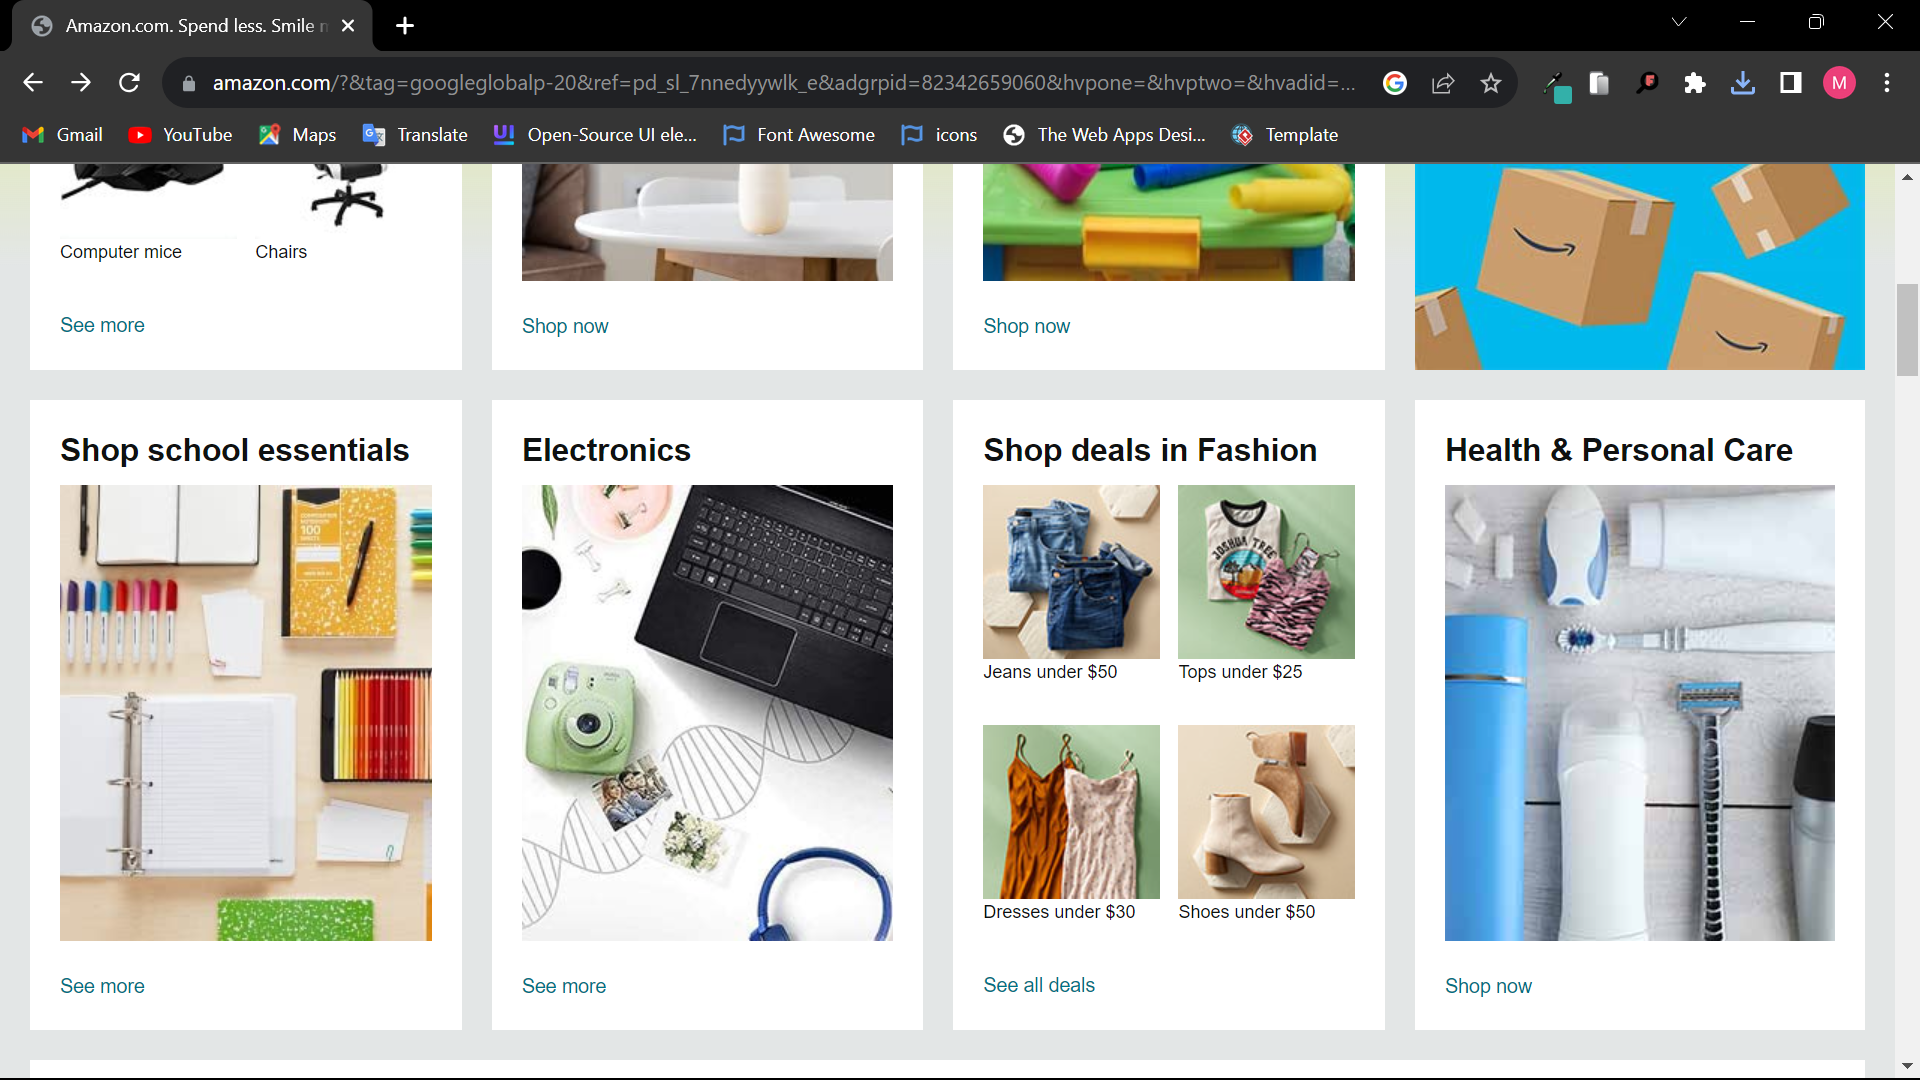 Amazon.com. Spend less. Smile
amazon.com/?&tag=googleglobalp-20&ref=pd_sl_7nnedyywlk_e&adgrpid=82342659060&hvpone=&hvptwo=&hvadid=...
M
Gmail
YouTube
Maps
Translate
Open-Source UI ele...
Font Awesome
icons
The Web Apps Desi...
Template
Computer mice
Chairs
See more
Shop now
Shop now
Shop school essentials
Electronics
Shop deals in Fashion
Health & Personal Care
100
JOSHUA TREE
Jeans under $50
Tops under $25
Dresses under $30
Shoes under $50
See more
See more
See all deals
Shop now